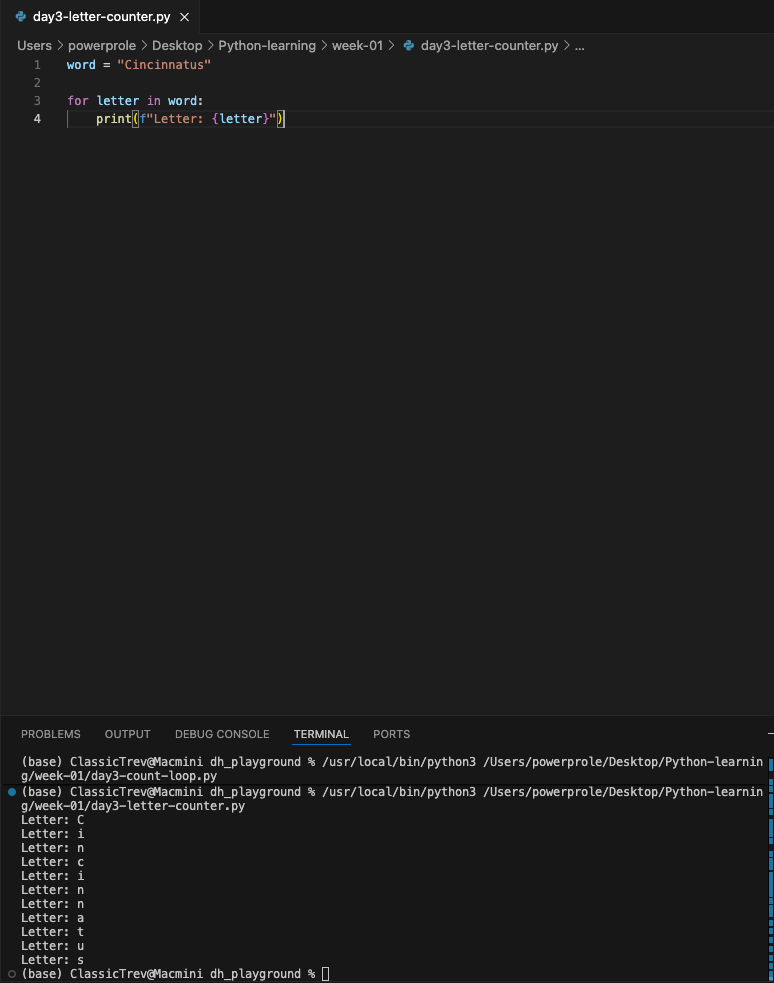 day3-letter-counter.py
Users > powerprole > Desktop > Python-learning > week-01 > day3-letter-counter.py > ...
1 word = "Cincinnatus"
2
3 for letter in word:
4     print(f"Letter: {letter}")
PROBLEMS OUTPUT DEBUG CONSOLE TERMINAL PORTS
(base) ClassicTrev@Macmini dh_playground % /usr/local/bin/python3 /Users/powerprole/Desktop/Python-learnin
g/week-01/day3-count-loop.py
(base) ClassicTrev@Macmini dh_playground % /usr/local/bin/python3 /Users/powerprole/Desktop/Python-learnin
g/week-01/day3-letter-counter.py
Letter: C
Letter: i
Letter: n
Letter: c
Letter: i
Letter: n
Letter: n
Letter: a
Letter: t
Letter: u
Letter: s
(base) ClassicTrev@Macmini dh_playground %